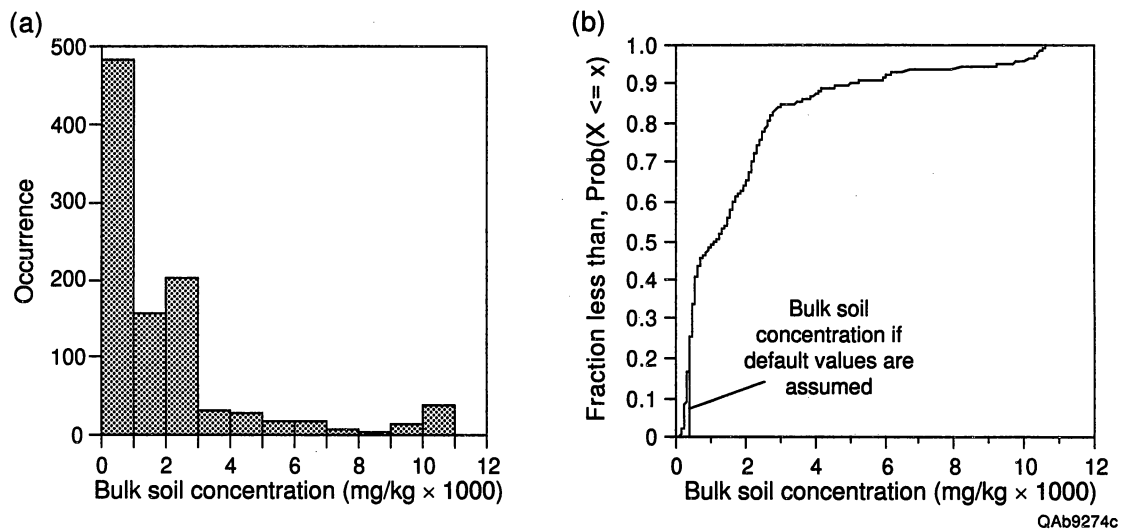 (a)
500
400
300
200
100
0
Occurrence
0 2 4 6 8 10 12
Bulk soil concentration (mg/kg × 1000)
(b)
1.0
0.9
0.8
0.7
0.6
0.5
0.4
0.3
0.2
0.1
0
Fraction less than, Prob(X <= x)
Bulk soil
concentration if
default values are
assumed
0 2 4 6 8 10 12
Bulk soil concentration (mg/kg × 1000)
QAb9274c